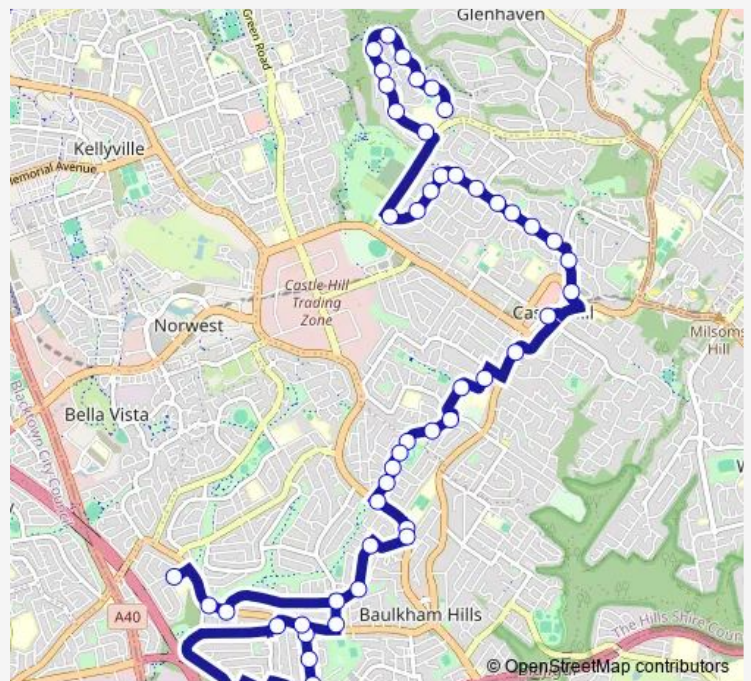 Glenhaven
Green Road
Kellyville
Memorial Avenue
Castle Hill
Trading
Zone
Norwest
Milsons
Hill
Bella Vista
Blacktown City Council
A40
Baulkham Hills
The Hills Shire Coun
© OpenStreetMap contributors